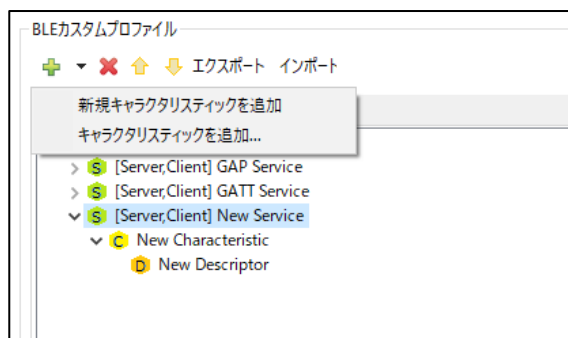 BLEカスタムプロファイル
エクスポート インポート
新規キャラクタリスティックを追加
キャラクタリスティックを追加...
S [Server,Client] GAP Service
S [Server,Client] GATT Service
S [Server,Client] New Service
C New Characteristic
D New Descriptor